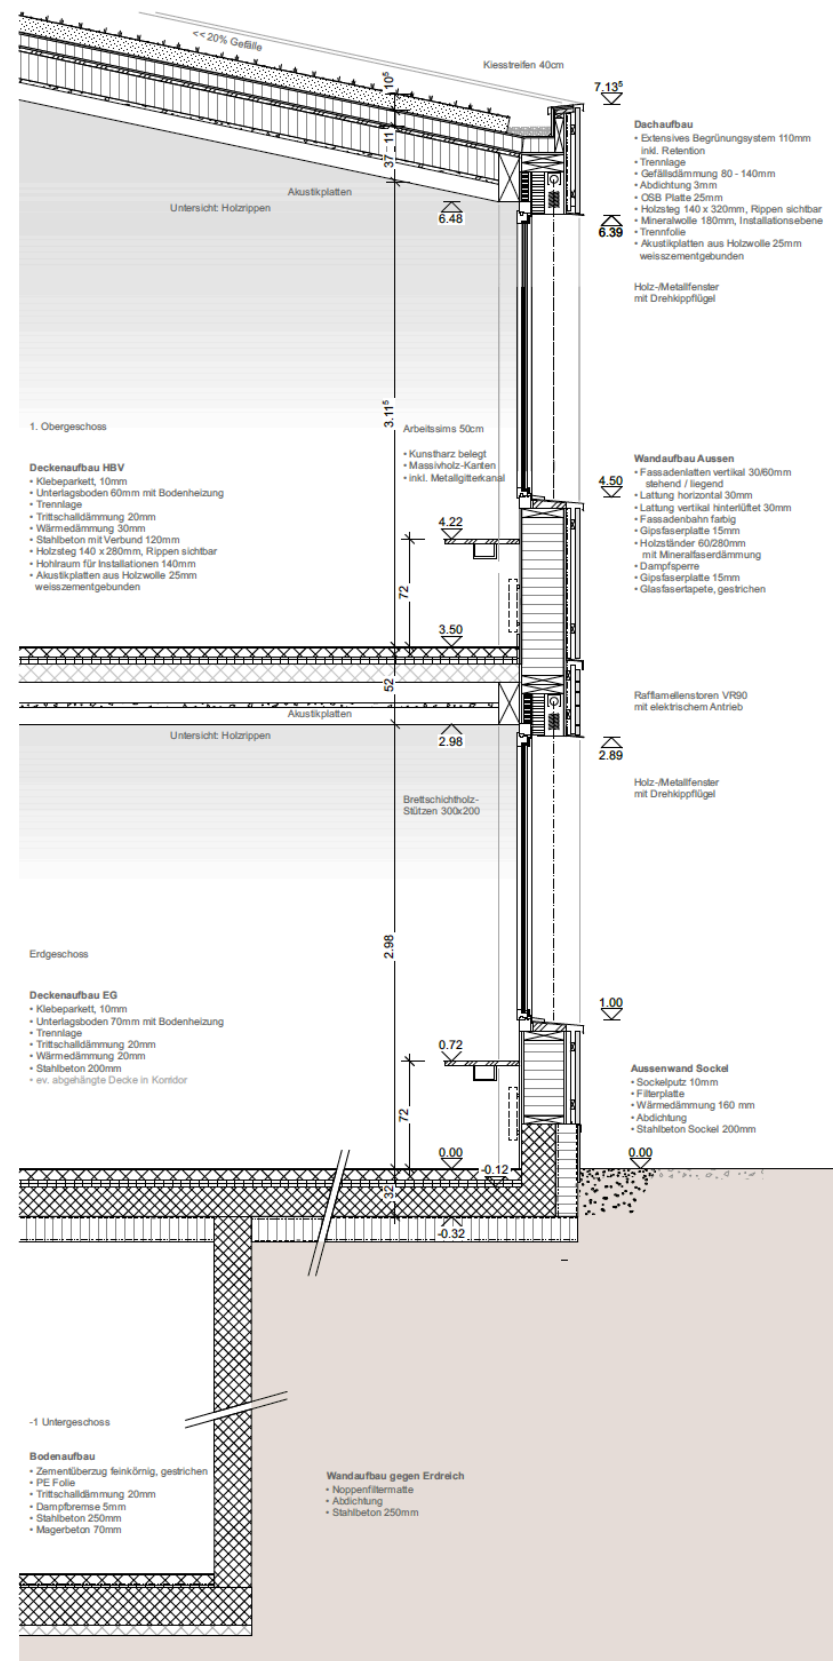 << 20% Gefälle
Kiesstreifen 40cm
7.13⁵
10⁵
11⁵
37
Dachaufbau
• Extensives Begrünungsystem 110mm
inkl. Retention
• Trennlage
• Gefällsdämmung 80 - 140mm
• Abdichtung 3mm
• OSB Platte 25mm
• Holzsteg 140 x 320mm, Rippen sichtbar
• Mineralwolle 180mm, Installationsebene
• Trennfolie
• Akustikplatten aus Holzwolle 25mm
weisszementgebunden
Akustikplatten
Untersicht: Holzrippen
6.48
6.39
Holz-/Metallfenster
mit Drehkippflügel
3.11⁵
1. Obergeschoss
Arbeitssims 50cm
• Kunstharz belegt
• Massivholz-Kanten
• inkl. Metallgitterkanal
Deckenaufbau HBV
• Klebeparkett, 10mm
• Unterlagsboden 60mm mit Bodenheizung
• Trennlage
• Trittschalldämmung 20mm
• Wärmedämmung 30mm
• Stahlbeton mit Verbund 120mm
• Holzsteg 140 x 280mm, Rippen sichtbar
• Hohlraum für Installationen 140mm
• Akustikplatten aus Holzwolle 25mm
weisszementgebunden
Wandaufbau Aussen
• Fassadenlatten vertikal 30/60mm
stehend / liegend
• Lattung horizontal 30mm
• Lattung vertikal hinterlüftet 30mm
• Fassadenbahn farbig
• Gipsfaserplatte 15mm
• Holzständer 60/280mm
mit Mineralfaserdämmung
• Dampfsperre
• Gipsfaserplatte 15mm
• Glasfasertapete, gestrichen
4.50
4.22
72
3.50
52
Rafflamellenstoren VR90
mit elektrischem Antrieb
Akustikplatten
Untersicht: Holzrippen
2.98
2.89
Holz-/Metallfenster
mit Drehkippflügel
Brettschichtholz-
Stützen 300x200
2.98
Erdgeschoss
Deckenaufbau EG
• Klebeparkett, 10mm
• Unterlagsboden 70mm mit Bodenheizung
• Trennlage
• Trittschalldämmung 20mm
• Wärmedämmung 20mm
• Stahlbeton 200mm
• ev. abgehängte Decke in Korridor
1.00
0.72
72
Aussenwand Sockel
• Sockelputz 10mm
• Filterplatte
• Wärmedämmung 160 mm
• Abdichtung
• Stahlbeton Sockel 200mm
0.00
0.00
-0.12
32
-0.32
-1 Untergeschoss
Bodenaufbau
• Zementüberzug feinkörnig, gestrichen
• PE Folie
• Trittschalldämmung 20mm
• Dampfbremse 5mm
• Stahlbeton 250mm
• Magerbeton 70mm
Wandaufbau gegen Erdreich
• Noppenfiltermatte
• Abdichtung
• Stahlbeton 250mm